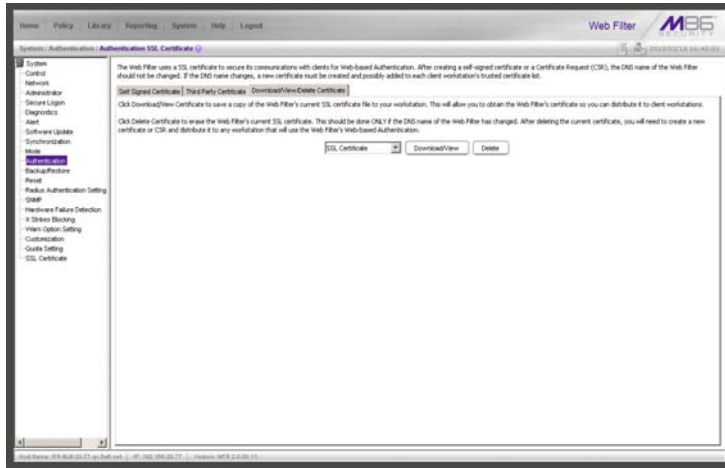 Home Policy Library Reporting System Help Logout
Web Filter
M86
SECURITY
System : Authentication : Authentication SSL Certificate
System
Control
Network
Administrator
Secure Logon
Diagnostics
Alert
Software Update
Synchronization
Mode
Authentication
Backup/Restore
Reset
Radius Authentication Setting
SNMP
Hardware Failure Detection
X Strikes Blocking
Warn Option Setting
Customization
Quota Setting
SSL Certificate
The Web Filter uses a SSL certificate to secure its communications with clients for Web-based Authentication. After creating a self-signed certificate or a Certificate Request (CSR), the DNS name of the Web Filter
should not be changed. If the DNS name changes, a new certificate must be created and possibly added to each client workstation's trusted certificate list.
Self Signed Certificate Third Party Certificate Download/View/Delete Certificate
Click Download/View Certificate to save a copy of the Web Filter's current SSL certificate file to your workstation. This will allow you to obtain the Web Filter's certificate so you can distribute it to client workstations.
Click Delete Certificate to erase the Web Filter's current SSL certificate. This should be done ONLY if the DNS name of the Web Filter has changed. After deleting the current certificate, you will need to create a new
certificate or CSR and distribute it to any workstation that will use the Web Filter's Web-based Authentication.
SSL Certificate Download/View Delete
Host Name: